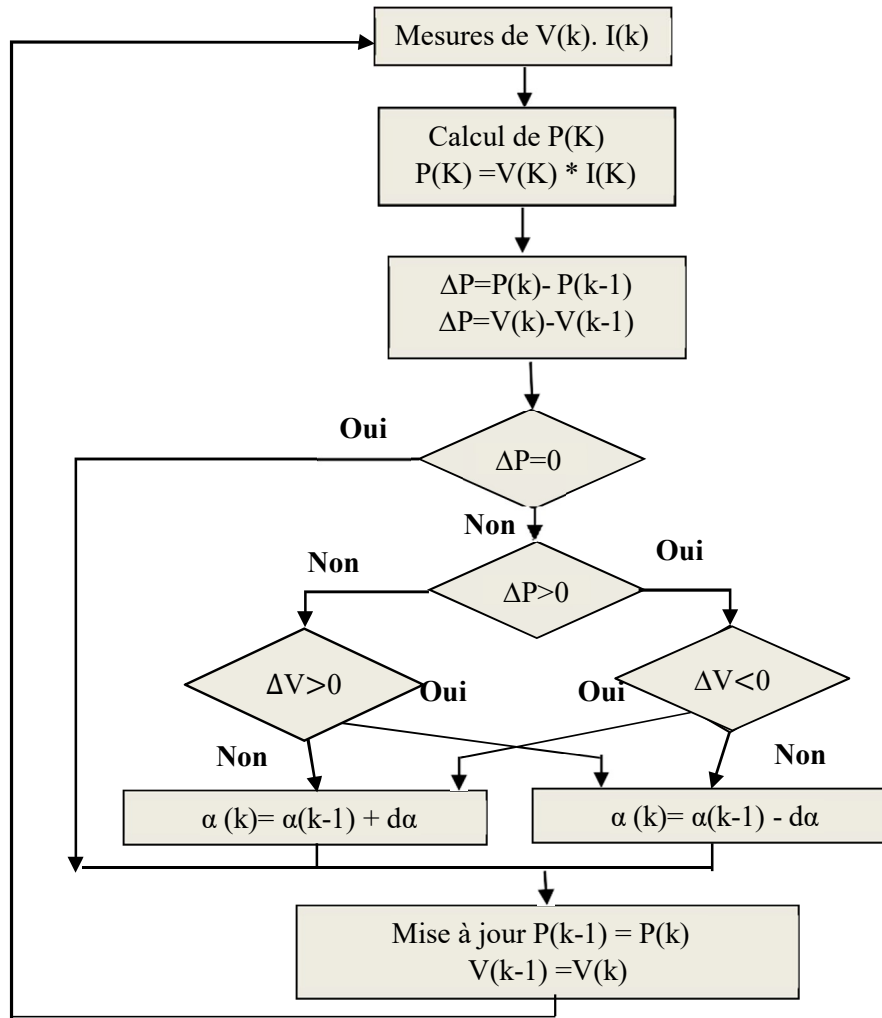 Mesures de V(k). I(k)
Calcul de P(K)
P(K) =V(K) * I(K)
ΔP=P(k)- P(k-1)
ΔP=V(k)-V(k-1)
Oui
ΔP=0
Non
Non
Oui
ΔP>0
ΔV>0
Oui
Oui
ΔV<0
Non
Non
α (k)= α(k-1) + dα
α (k)= α(k-1) - dα
Mise à jour P(k-1) = P(k)
V(k-1) =V(k)